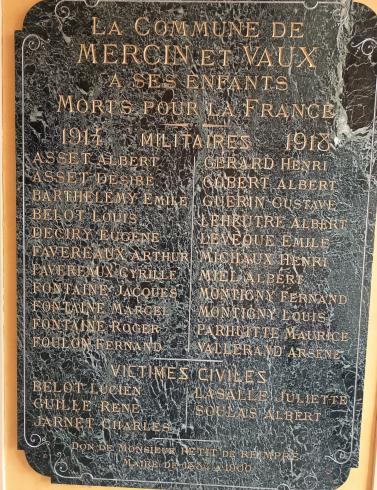 LA COMMUNE DE
MERCIN ET VAUX
A SES ENFANTS
MORTS POUR LA FRANCE
1914 MILITAIRES 1918
ASSET ALBERT
ASSET DESIRE
BARTHELEMY EMILE
BELOT LOUIS
DECIRY EUGENE
FAVEREAUX ARTHUR
FAVEREAUX CYRILLE
FONTAINE JACQUES
FONTAINE MARCEL
FONTAINE ROGER
FOULON FERNAND
GERARD HENRI
GOBERT ALBERT
GUERIN GUSTAVE
LEHEUTRE ALBERT
LEVEQUE EMILE
MICHAUX HENRI
MIEL ALBERT
MONTIGNY FERNAND
MONTIGNY LOUIS
PARHUITTE MAURICE
VALLERAND ARSENE
VICTIMES CIVILES
BELOT LUCIEN
GUILLE RENE
JARNET CHARLES
LASALLE JULIETTE
SOULAS ALBERT
DON DE MONSIEUR PETIT DE REIMPRE
MAIRE DE 1884 A 1900